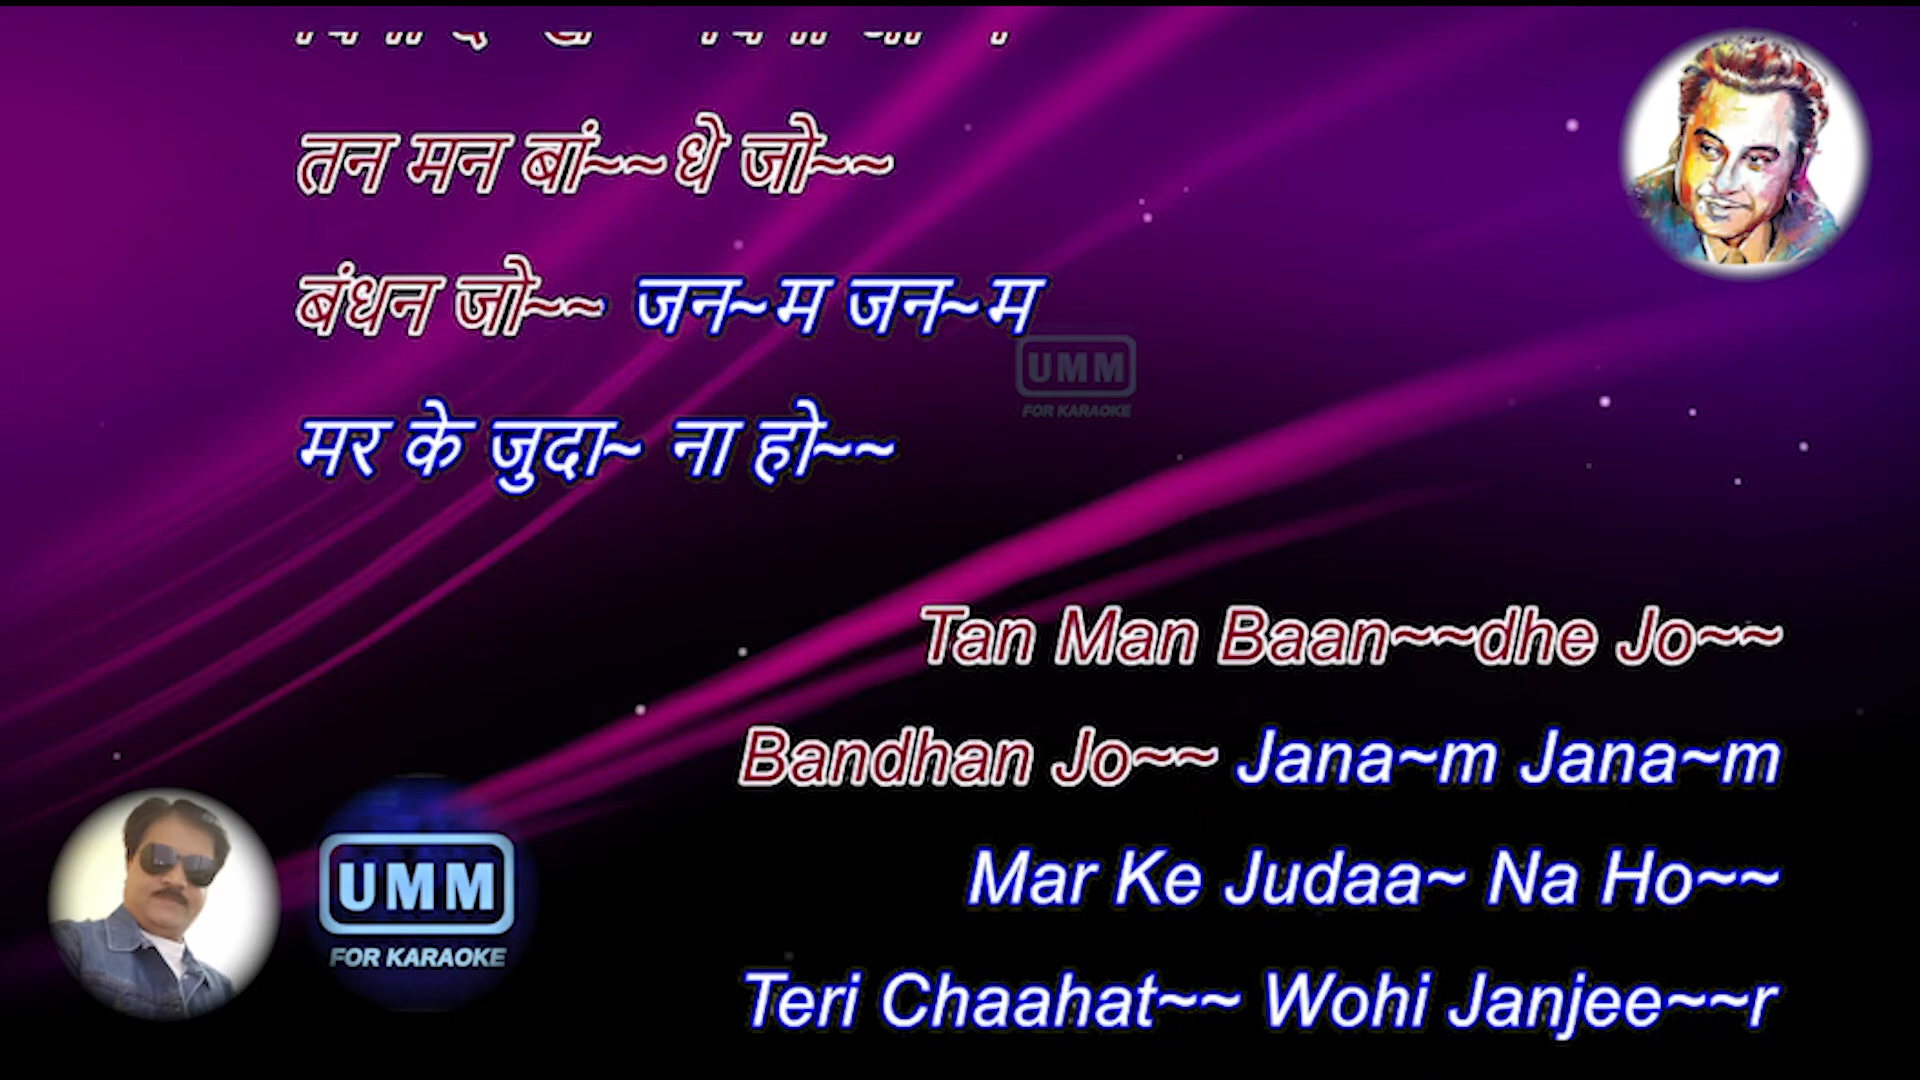 तन मन बां~~धे जो~~
बंधन जो~~ जन~म जन~म
मर के जुदा~ ना हो~~
UMM
FOR KARAOKE
Tan Man Baan~~dhe Jo~~
Bandhan Jo~~ Jana~m Jana~m
Mar Ke Judaa~ Na Ho~~
Teri Chaahat~~ Wohi Janjee~~r
UMM
FOR KARAOKE